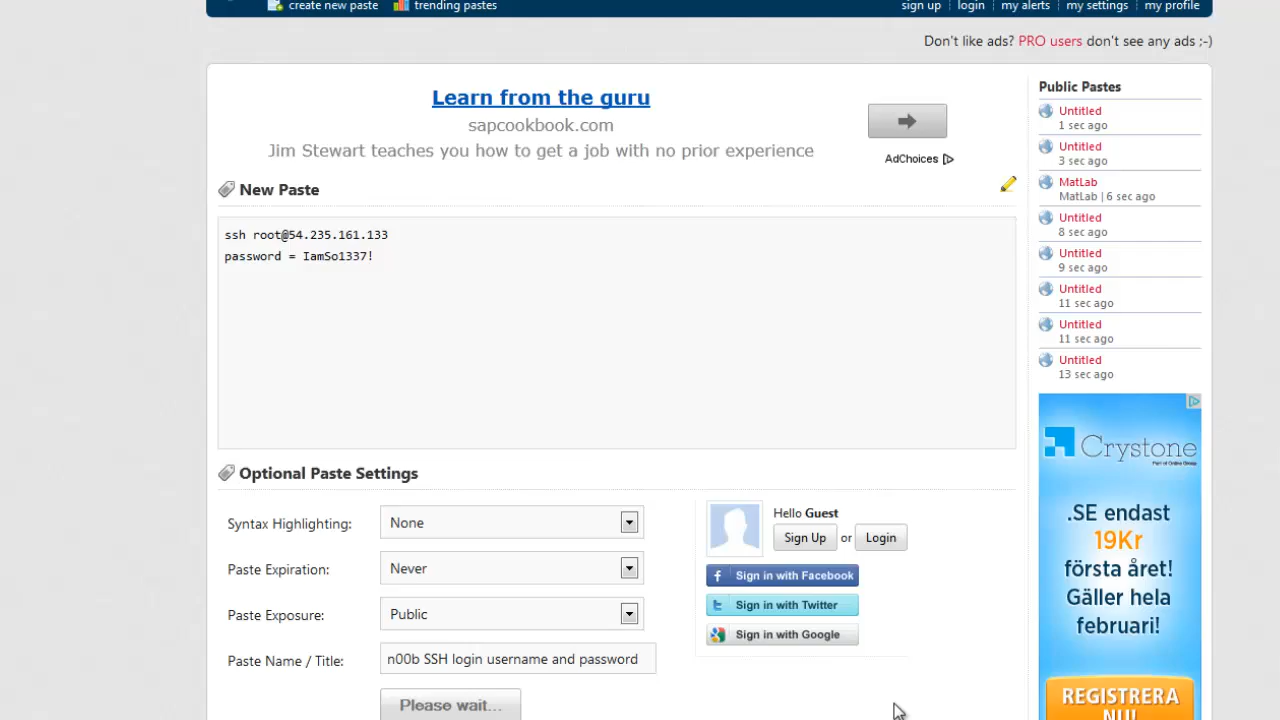 create new paste
trending pastes
sign up
login
my alerts
my settings
my profile
Don't like ads? PRO users don't see any ads ;-)
Learn from the guru
sapcookbook.com
Jim Stewart teaches you how to get a job with no prior experience
AdChoices
New Paste
ssh root@54.235.161.133
password = IamSo1337!
Optional Paste Settings
Syntax Highlighting:
None
Paste Expiration:
Never
Paste Exposure:
Public
Paste Name / Title:
n00b SSH login username and password
Please wait...
Hello Guest
Sign Up or Login
Sign in with Facebook
Sign in with Twitter
Sign in with Google
Public Pastes
Untitled
1 sec ago
Untitled
3 sec ago
MatLab
MatLab | 6 sec ago
Untitled
8 sec ago
Untitled
9 sec ago
Untitled
11 sec ago
Untitled
11 sec ago
Untitled
13 sec ago
Crystone
Part of Online Group
.SE endast
19Kr
första året!
Gäller hela
februari!
REGISTRERA
NU!